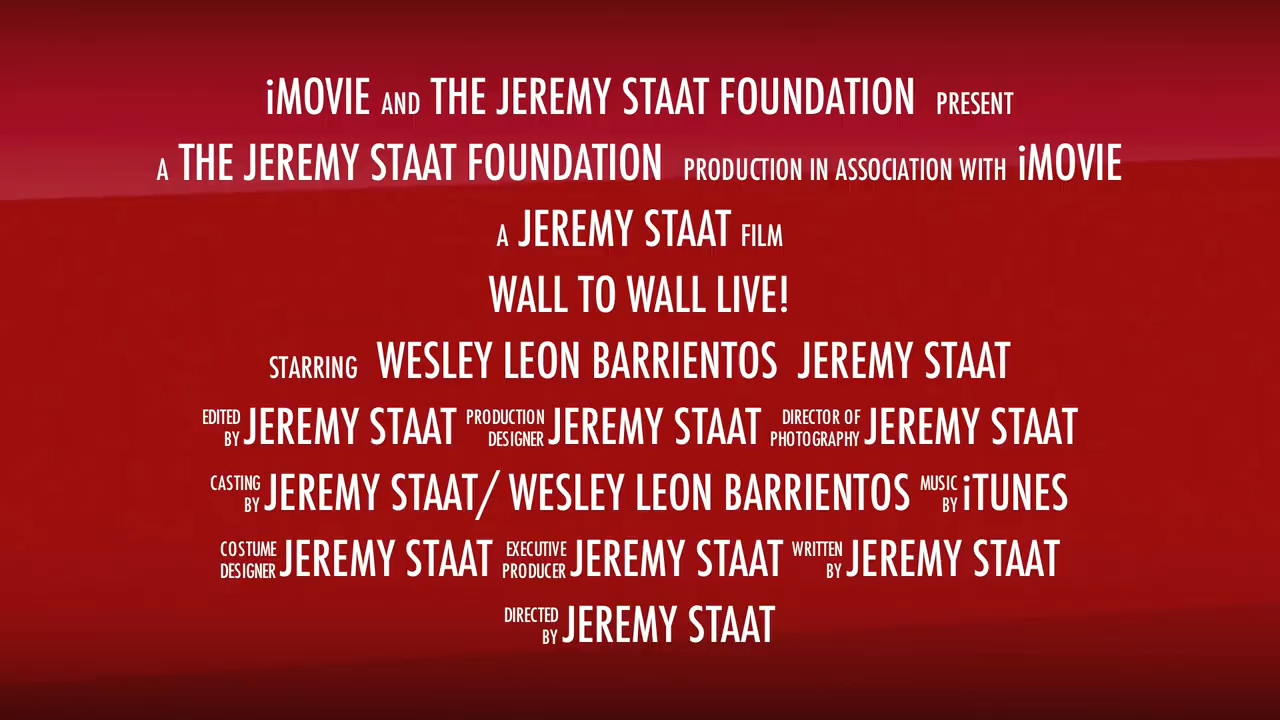 iMOVIE AND THE JEREMY STAAT FOUNDATION PRESENT
A THE JEREMY STAAT FOUNDATION PRODUCTION IN ASSOCIATION WITH iMOVIE
A JEREMY STAAT FILM
WALL TO WALL LIVE!
STARRING WESLEY LEON BARRIENTOS JEREMY STAAT
EDITED BY JEREMY STAAT PRODUCTION DESIGNER JEREMY STAAT DIRECTOR OF PHOTOGRAPHY JEREMY STAAT
CASTING BY JEREMY STAAT/ WESLEY LEON BARRIENTOS MUSIC BY iTUNES
COSTUME DESIGNER JEREMY STAAT EXECUTIVE PRODUCER JEREMY STAAT WRITTEN BY JEREMY STAAT
DIRECTED BY JEREMY STAAT